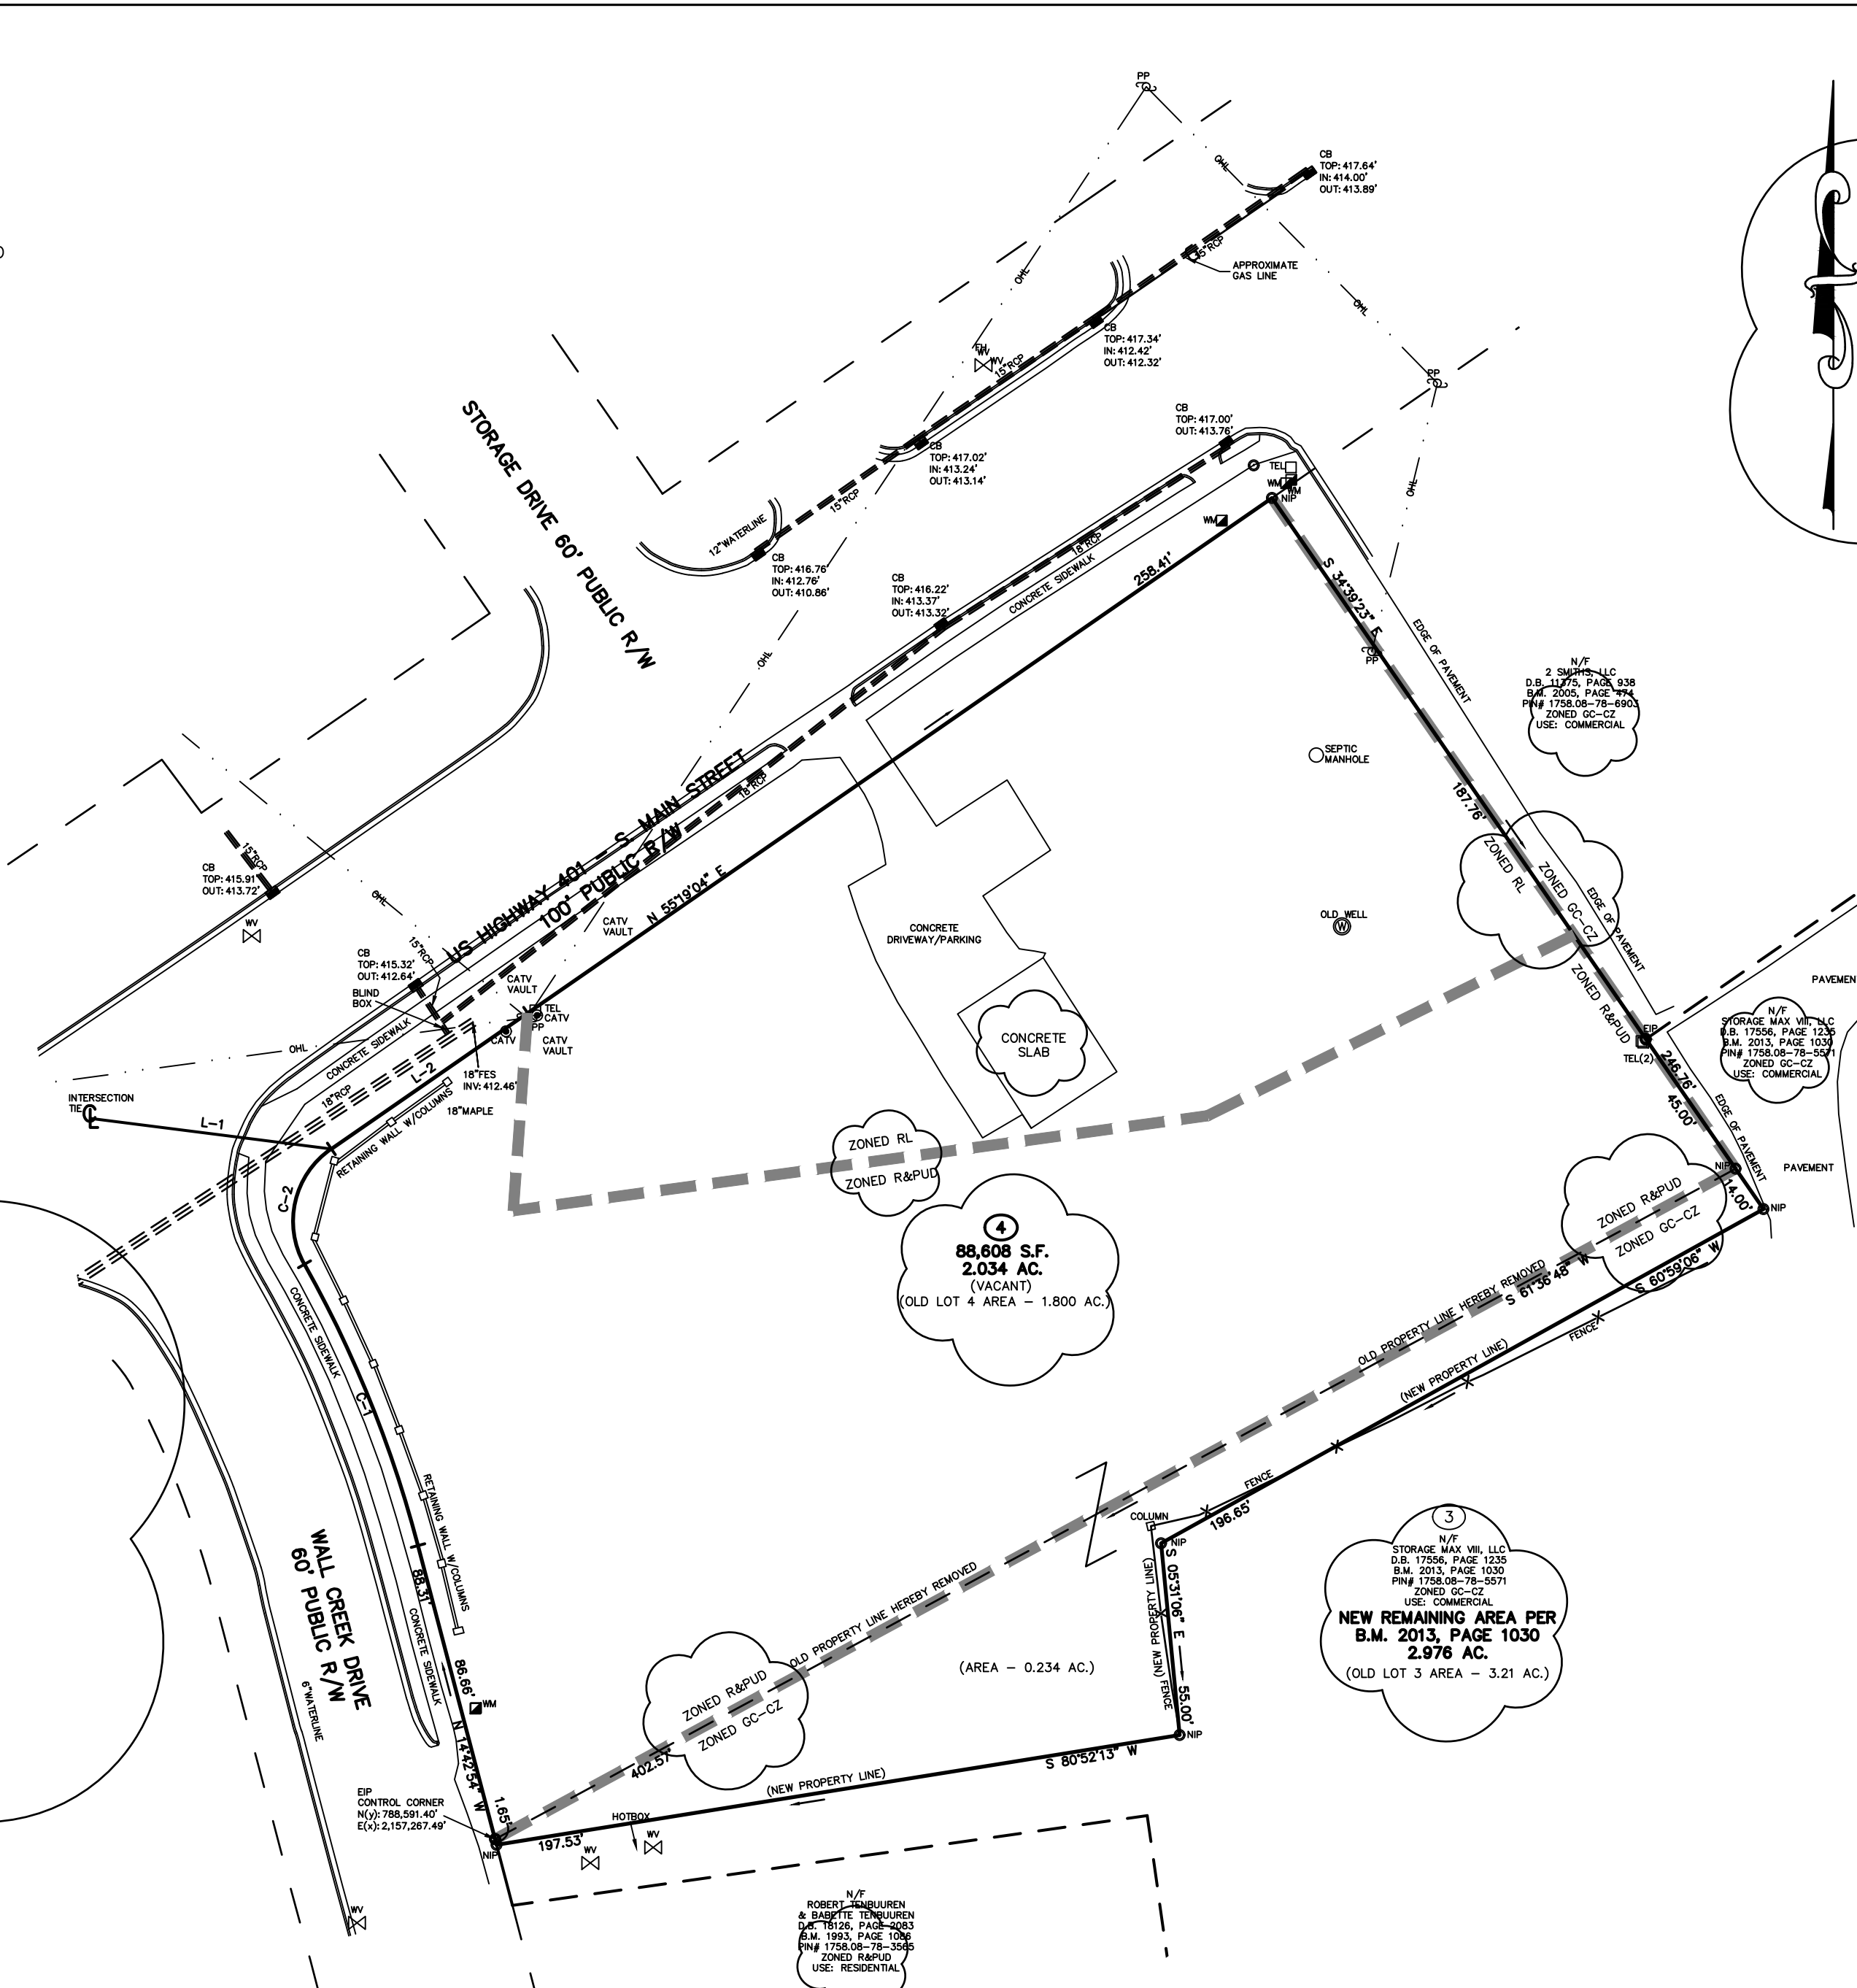 PP
OHL
CB
TOP: 417.64'
IN: 414.00'
OUT: 413.89'
15"RCP
APPROXIMATE
GAS LINE
OHL
OHL
CB
TOP: 417.34'
IN: 412.42'
OUT: 412.32'
FH
WV
WV
15"RCP
PP
OHL
CB
TOP: 417.00'
OUT: 413.76'
CB
TOP: 417.02'
IN: 413.24'
OUT: 413.14'
15"RCP
TEL
WM
WM
NIP
WM
STORAGE DRIVE 60' PUBLIC R/W
12"WATERLINE
CB
TOP: 416.76'
IN: 412.76'
OUT: 410.86'
CB
TOP: 416.22'
IN: 413.37'
OUT: 413.32'
18"RCP
CONCRETE SIDEWALK
258.41'
S 34°39'23" E
PP
EDGE OF PAVEMENT
OHL
N/F
2 SMITHS, LLC
D.B. 11375, PAGE 938
B.M. 2005, PAGE 474
PIN# 1758.08-78-6903
ZONED GC-CZ
USE: COMMERCIAL
SEPTIC
MANHOLE
187.76'
ZONED RL
ZONED GC-CZ
EDGE OF PAVEMENT
US HIGHWAY 401 - S. MAIN STREET
100' PUBLIC R/W
18"RCP
N 55°19'04" E
CB
TOP: 415.91'
OUT: 413.72'
15"RCP
OHL
WV
CATV
VAULT
CONCRETE
DRIVEWAY/PARKING
OLD WELL
W
CB
TOP: 415.32'
OUT: 412.64'
15"RCP
BLIND
BOX
CATV
VAULT
TEL
CATV
PP
CATV
CATV
VAULT
ZONED R&PUD
PAVEMENT
CONCRETE
SLAB
EIP
TEL(2)
246.76'
45.00'
N/F
STORAGE MAX VIII, LLC
D.B. 17556, PAGE 1235
B.M. 2013, PAGE 1030
PIN# 1758.08-78-5571
ZONED GC-CZ
USE: COMMERCIAL
OHL
CONCRETE SIDEWALK
18"RCP
L-2
18"FES
INV: 412.46'
18"MAPLE
RETAINING WALL W/COLUMNS
INTERSECTION
TIE
L-1
C-2
EDGE OF PAVEMENT
PAVEMENT
NIP
14.00'
NIP
ZONED RL
ZONED R&PUD
ZONED R&PUD
ZONED GC-CZ
4
88,608 S.F.
2.034 AC.
(VACANT)
(OLD LOT 4 AREA - 1.800 AC.)
OLD PROPERTY LINE HEREBY REMOVED
S 61°36'48" W
S 60°59'06" W
FENCE
(NEW PROPERTY LINE)
CONCRETE SIDEWALK
C-1
RETAINING WALL W/COLUMNS
FENCE
196.65'
COLUMN
NIP
3
N/F
STORAGE MAX VIII, LLC
D.B. 17556, PAGE 1235
B.M. 2013, PAGE 1030
PIN# 1758.08-78-5571
ZONED GC-CZ
USE: COMMERCIAL
NEW REMAINING AREA PER
B.M. 2013, PAGE 1030
2.976 AC.
(OLD LOT 3 AREA - 3.21 AC.)
WALL CREEK DRIVE
60' PUBLIC R/W
88.31'
CONCRETE SIDEWALK
86.66'
WM
6"WATERLINE
N 14°42'54" W
OLD PROPERTY LINE HEREBY REMOVED
(AREA - 0.234 AC.)
S 05°31'06" E
55.00'
(NEW PROPERTY LINE)
FENCE
NIP
ZONED R&PUD
ZONED GC-CZ
402.57'
S 80°52'13" W
(NEW PROPERTY LINE)
EIP
CONTROL CORNER
N(y): 788,591.40'
E(x): 2,157,267.49'
1.65'
NIP
197.53'
HOTBOX
WV
WV
WV
N/F
ROBERT TENBUUREN
& BABETTE TENBUUREN
D.B. 18126, PAGE 2083
B.M. 1993, PAGE 1086
PIN# 1758.08-78-3565
ZONED R&PUD
USE: RESIDENTIAL